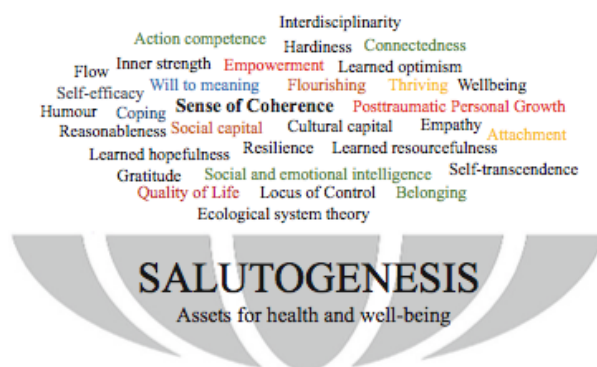 Interdisciplinarity
Action competence Hardiness Connectedness
Flow Inner strength Empowerment Learned optimism
Self-efficacy Will to meaning Flourishing Thriving Wellbeing
Humour Coping Sense of Coherence Posttraumatic Personal Growth
Reasonableness Social capital Cultural capital Empathy Attachment
Learned hopefulness Resilience Learned resourcefulness
Gratitude Social and emotional intelligence Self-transcendence
Quality of Life Locus of Control Belonging
Ecological system theory
SALUTOGENESIS
Assets for health and well-being